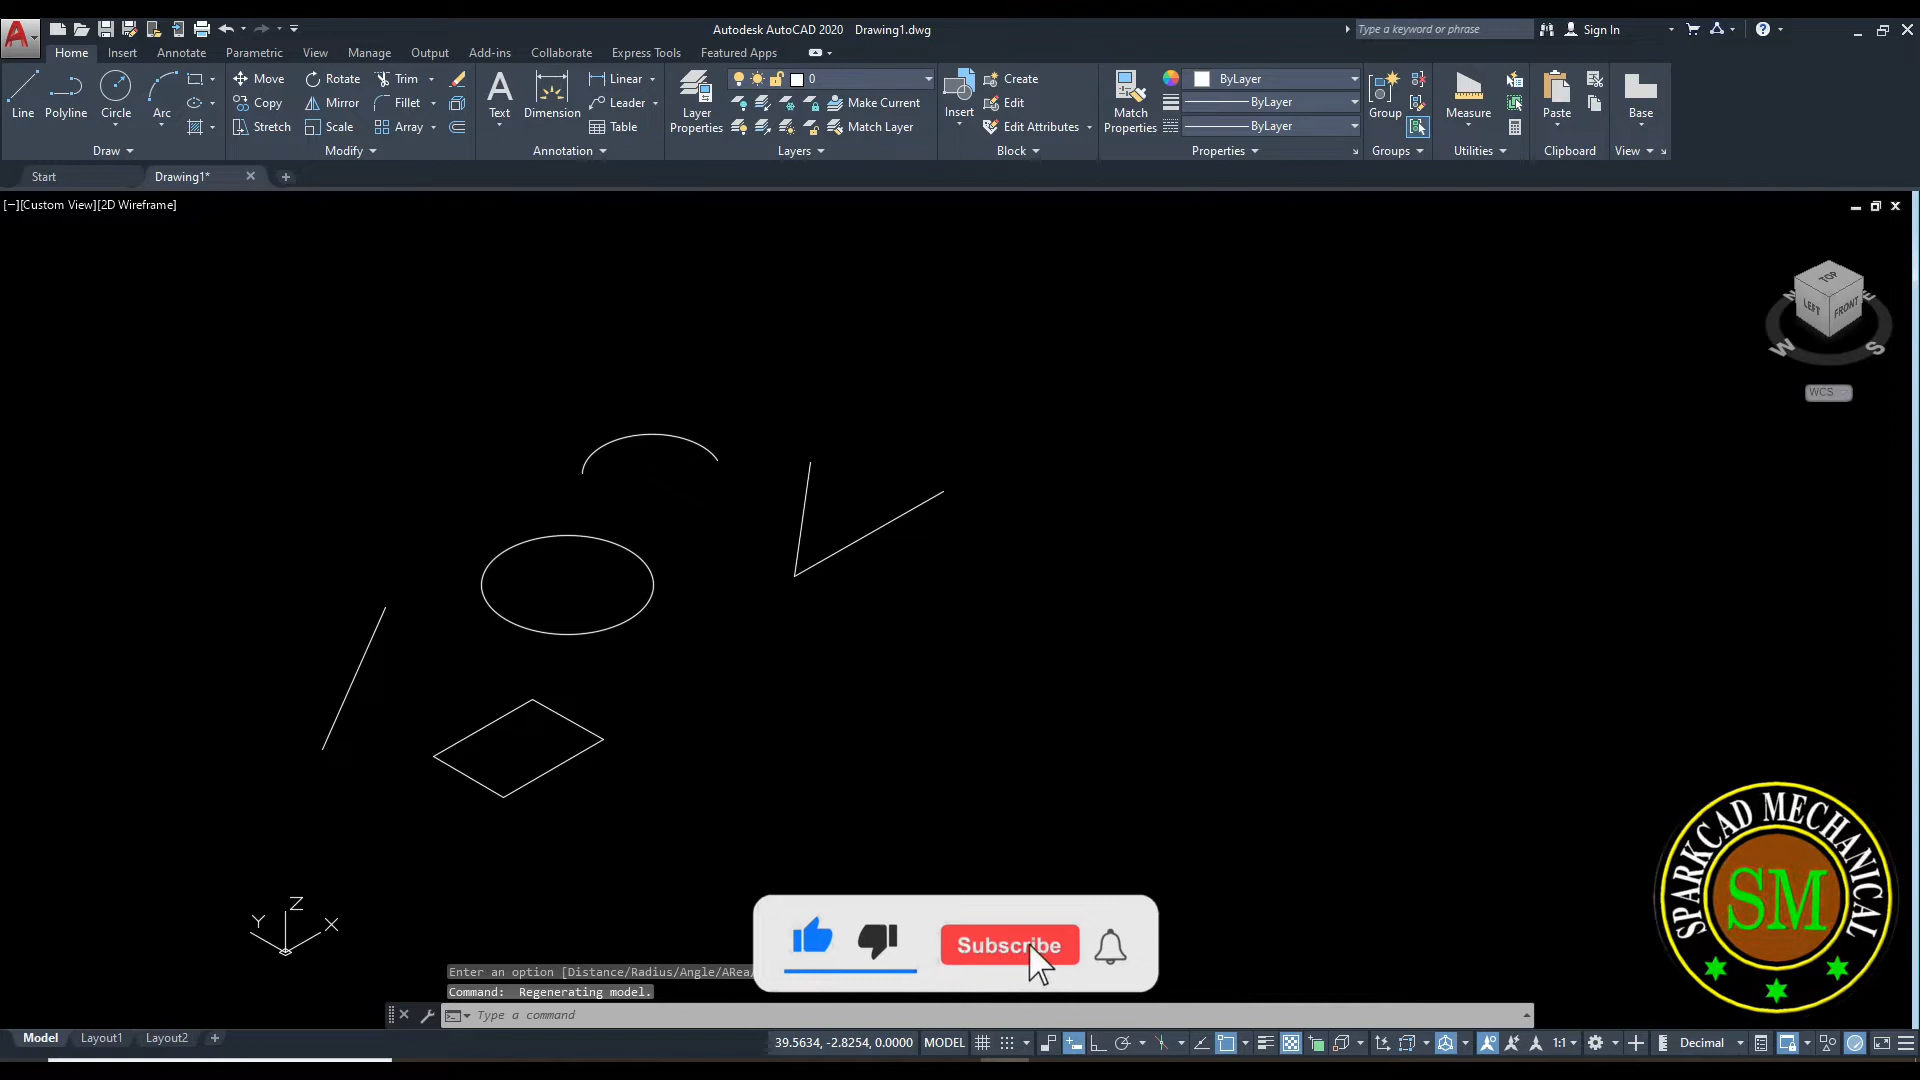 Autodesk AutoCAD 2020 Drawing1.dwg
Type a keyword or phrase
Sign In
Home Insert Annotate Parametric View Manage Output Add-ins Collaborate Express Tools Featured Apps
Line Polyline Circle Arc
Move Rotate Trim
Copy Mirror Fillet
Stretch Scale Array
Text Dimension
Linear
Leader
Table
Layer Properties
0
Make Current
Match Layer
Insert
Create
Edit
Edit Attributes
Match Properties
ByLayer
ByLayer
ByLayer
Group
Measure
Paste
Base
Draw Modify Annotation Layers Block Properties Groups Utilities Clipboard View
Start Drawing1*
[−][Custom View][2D Wireframe]
TOP
LEFT FRONT
N E
W S
WCS
Z
Y X
SPARKCAD MECHANICAL
SM
Subscribe
Enter an option [Distance/Radius/Angle/ARea/
Command: Regenerating model.
Type a command
Model Layout1 Layout2
39.5634, -2.8254, 0.0000 MODEL 1:1 Decimal